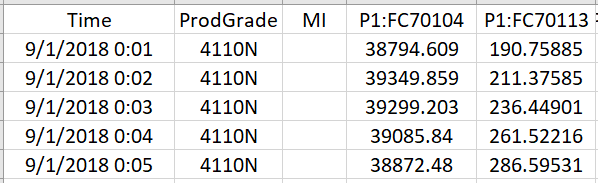 Time ProdGrade MI P1:FC70104 P1:FC70113
9/1/2018 0:01 4110N 38794.609 190.75885
9/1/2018 0:02 4110N 39349.859 211.37585
9/1/2018 0:03 4110N 39299.203 236.44901
9/1/2018 0:04 4110N 39085.84 261.52216
9/1/2018 0:05 4110N 38872.48 286.59531